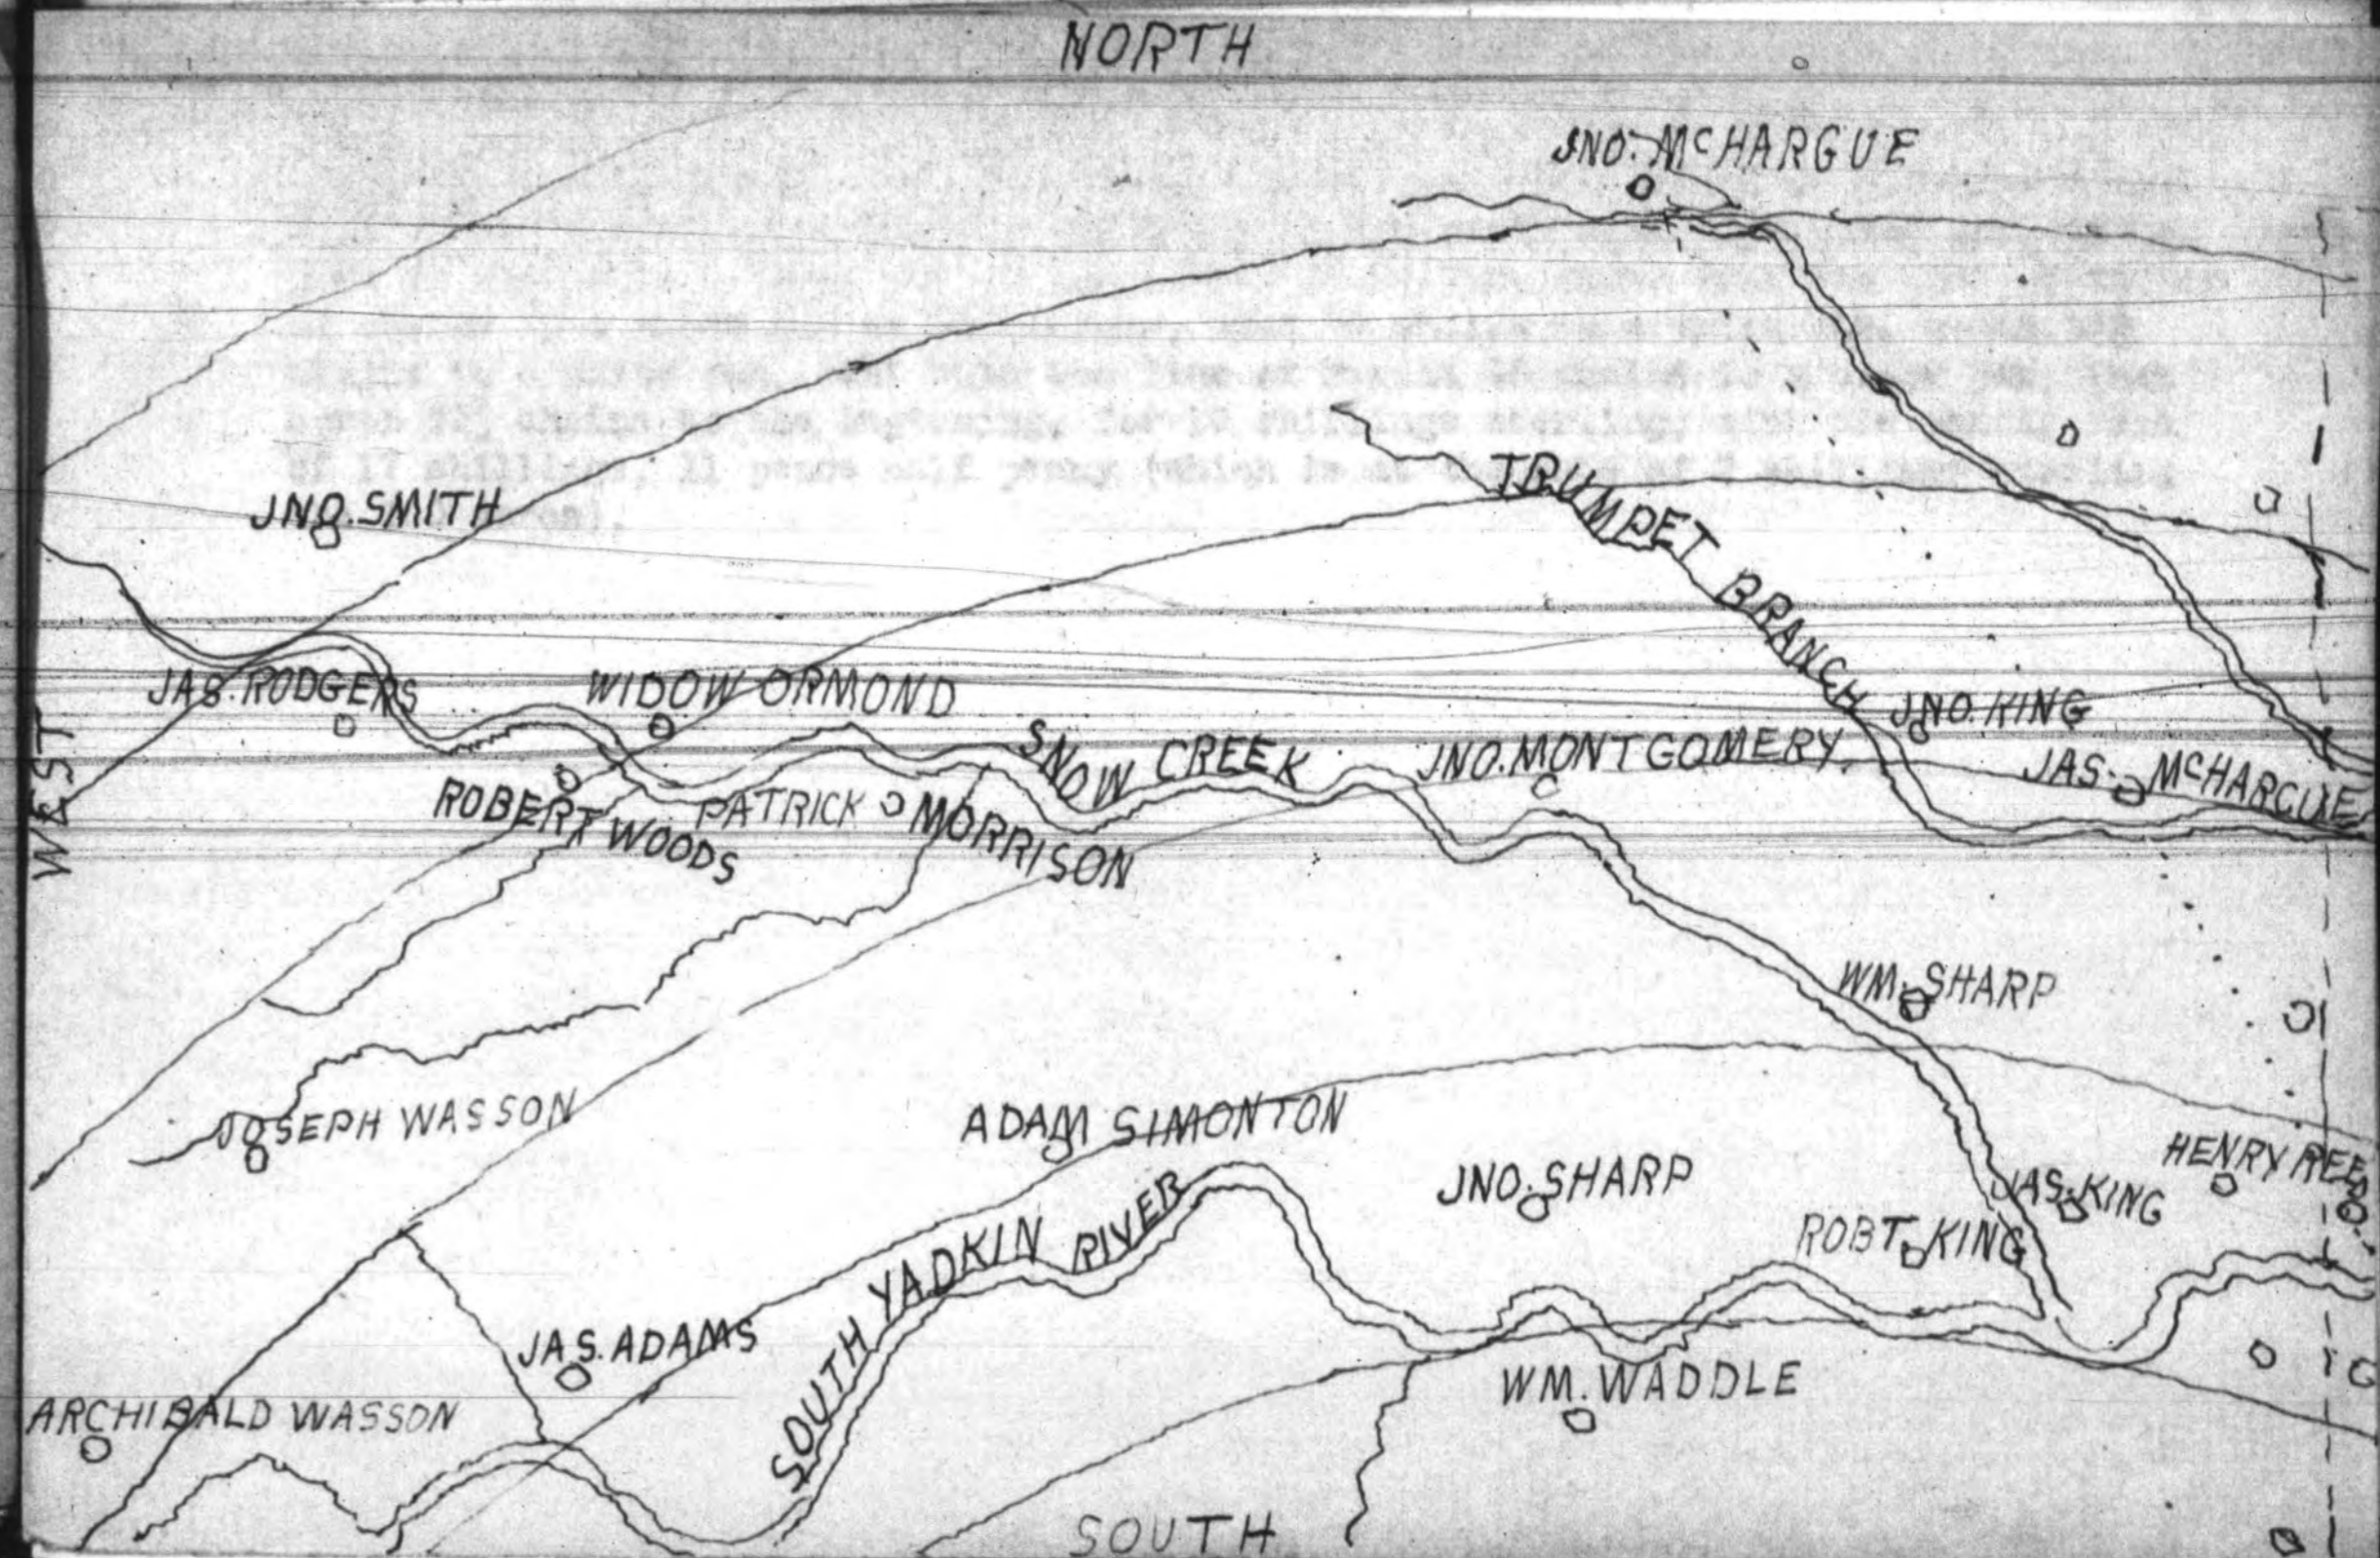 NORTH
JNO. McHARGUE
TRUMPET BRANCH
JNO. SMITH
JAS. RODGERS
WIDOW ORMOND
JNO. KING
SNOW CREEK
JNO. MONTGOMERY
JAS. McHARGUE
WEST
ROBERT WOODS
PATRICK MORRISON
WM. SHARP
JOSEPH WASSON
ADAM SIMONTON
JNO. SHARP
HENRY REED
JAS. KING
ROBT. KING
SOUTH YADKIN RIVER
JAS. ADAMS
WM. WADDLE
ARCHIBALD WASSON
SOUTH